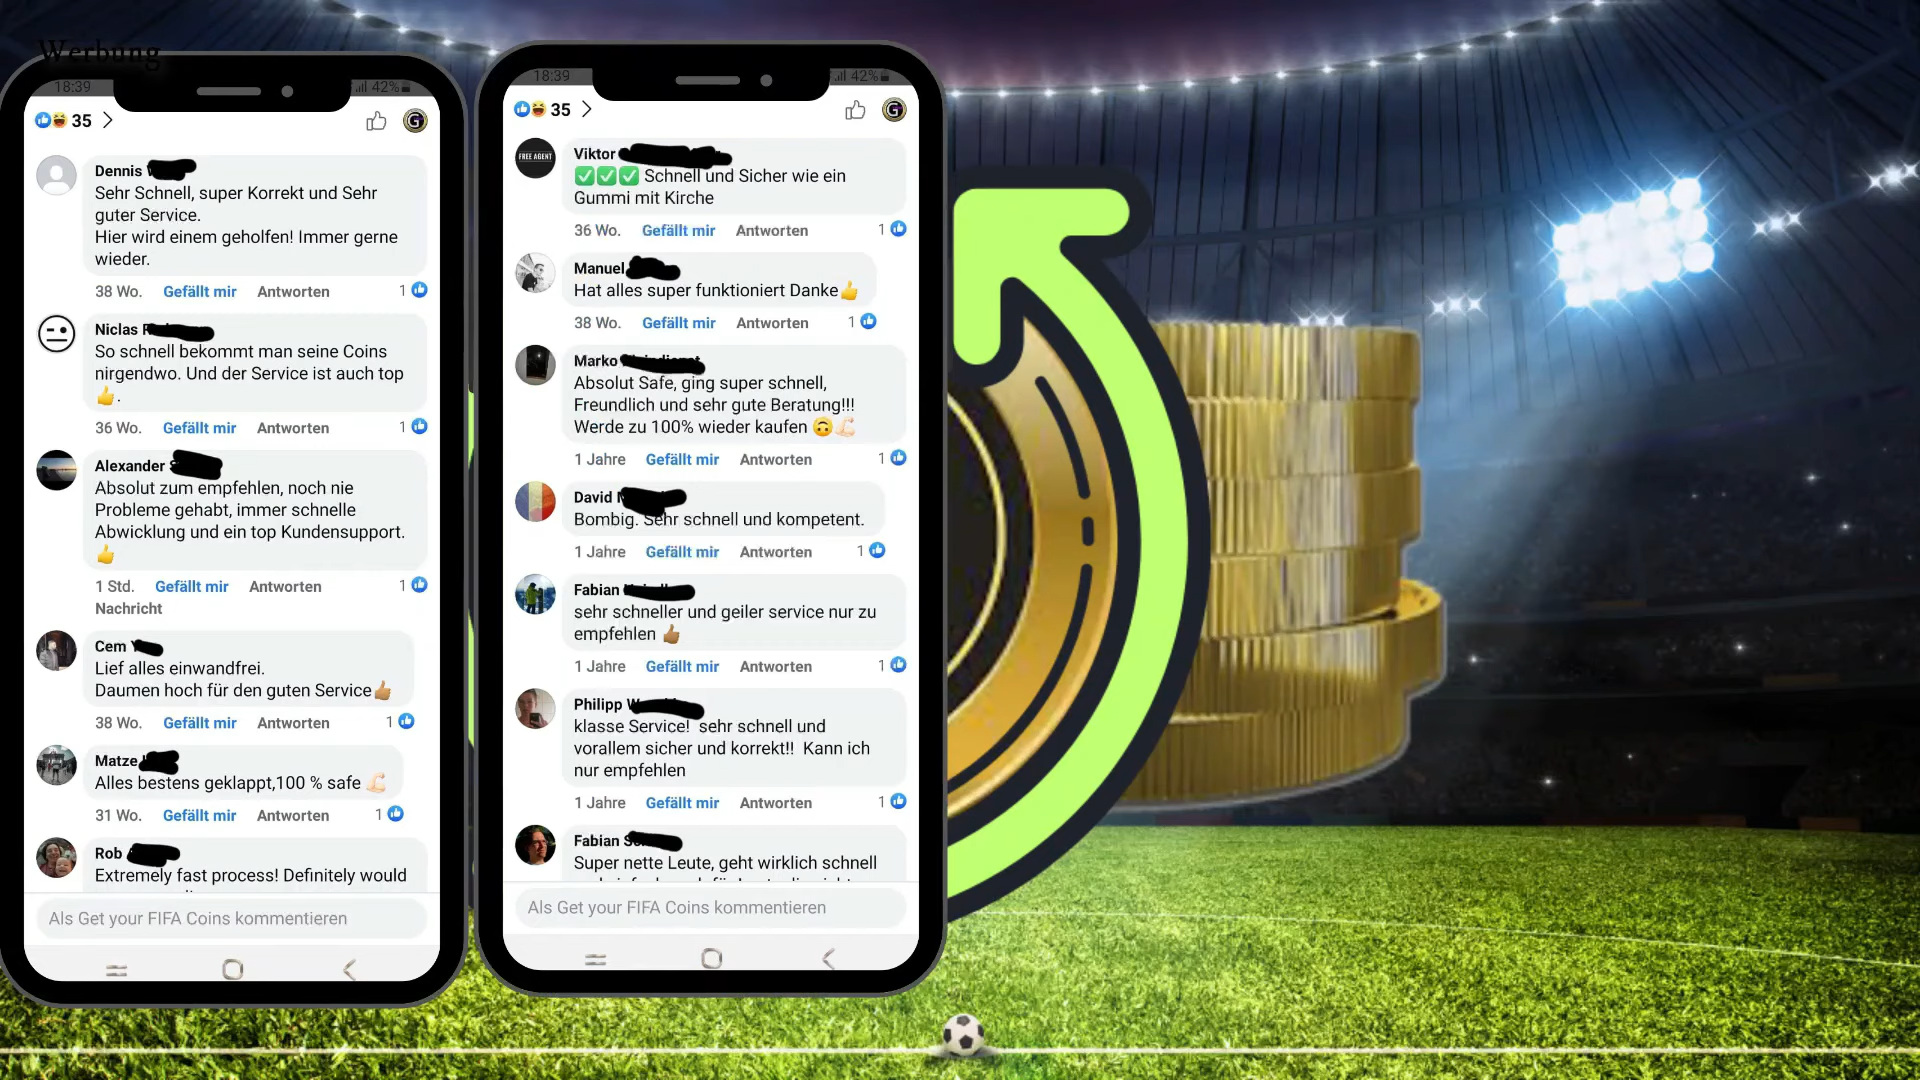 Werbung
18:39
42%
35
Dennis
Sehr Schnell, super Korrekt und Sehr
guter Service.
Hier wird einem geholfen! Immer gerne
wieder.
38 Wo. Gefällt mir Antworten 1
Niclas
So schnell bekommt man seine Coins
nirgendwo. Und der Service ist auch top
👍.
36 Wo. Gefällt mir Antworten 1
Alexander
Absolut zum empfehlen, noch nie
Probleme gehabt, immer schnelle
Abwicklung und ein top Kundensupport.
👍
1 Std. Gefällt mir Antworten 1
Nachricht
Cem
Lief alles einwandfrei.
Daumen hoch für den guten Service👍🏽
38 Wo. Gefällt mir Antworten 1
Matze
Alles bestens geklappt,100 % safe 💪🏻
31 Wo. Gefällt mir Antworten 1
Rob
Extremely fast process! Definitely would
Als Get your FIFA Coins kommentieren
18:39
42%
35
G
FREE AGENT
Viktor
✅✅✅ Schnell und Sicher wie ein
Gummi mit Kirche
36 Wo. Gefällt mir Antworten 1
Manuel
Hat alles super funktioniert Danke👍
38 Wo. Gefällt mir Antworten 1
Marko
Absolut Safe, ging super schnell,
Freundlich und sehr gute Beratung!!!
Werde zu 100% wieder kaufen 🙃💪🏻
1 Jahre Gefällt mir Antworten 1
David
Bombig. Sehr schnell und kompetent.
1 Jahre Gefällt mir Antworten 1
Fabian
sehr schneller und geiler service nur zu
empfehlen 👍🏾
1 Jahre Gefällt mir Antworten 1
Philipp
klasse Service! sehr schnell und
vorallem sicher und korrekt!! Kann ich
nur empfehlen
1 Jahre Gefällt mir Antworten 1
Fabian
Super nette Leute, geht wirklich schnell
Als Get your FIFA Coins kommentieren